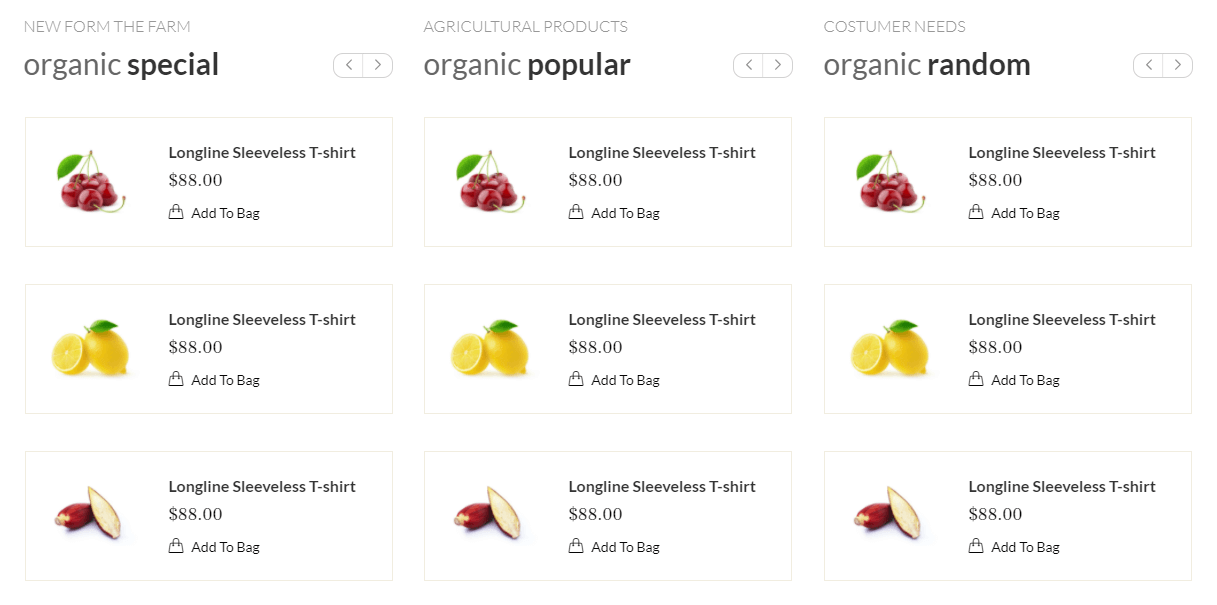 NEW FORM THE FARM
organic special
Longline Sleeveless T-shirt
$88.00
Add To Bag
Longline Sleeveless T-shirt
$88.00
Add To Bag
Longline Sleeveless T-shirt
$88.00
Add To Bag
AGRICULTURAL PRODUCTS
organic popular
Longline Sleeveless T-shirt
$88.00
Add To Bag
Longline Sleeveless T-shirt
$88.00
Add To Bag
Longline Sleeveless T-shirt
$88.00
Add To Bag
COSTUMER NEEDS
organic random
Longline Sleeveless T-shirt
$88.00
Add To Bag
Longline Sleeveless T-shirt
$88.00
Add To Bag
Longline Sleeveless T-shirt
$88.00
Add To Bag